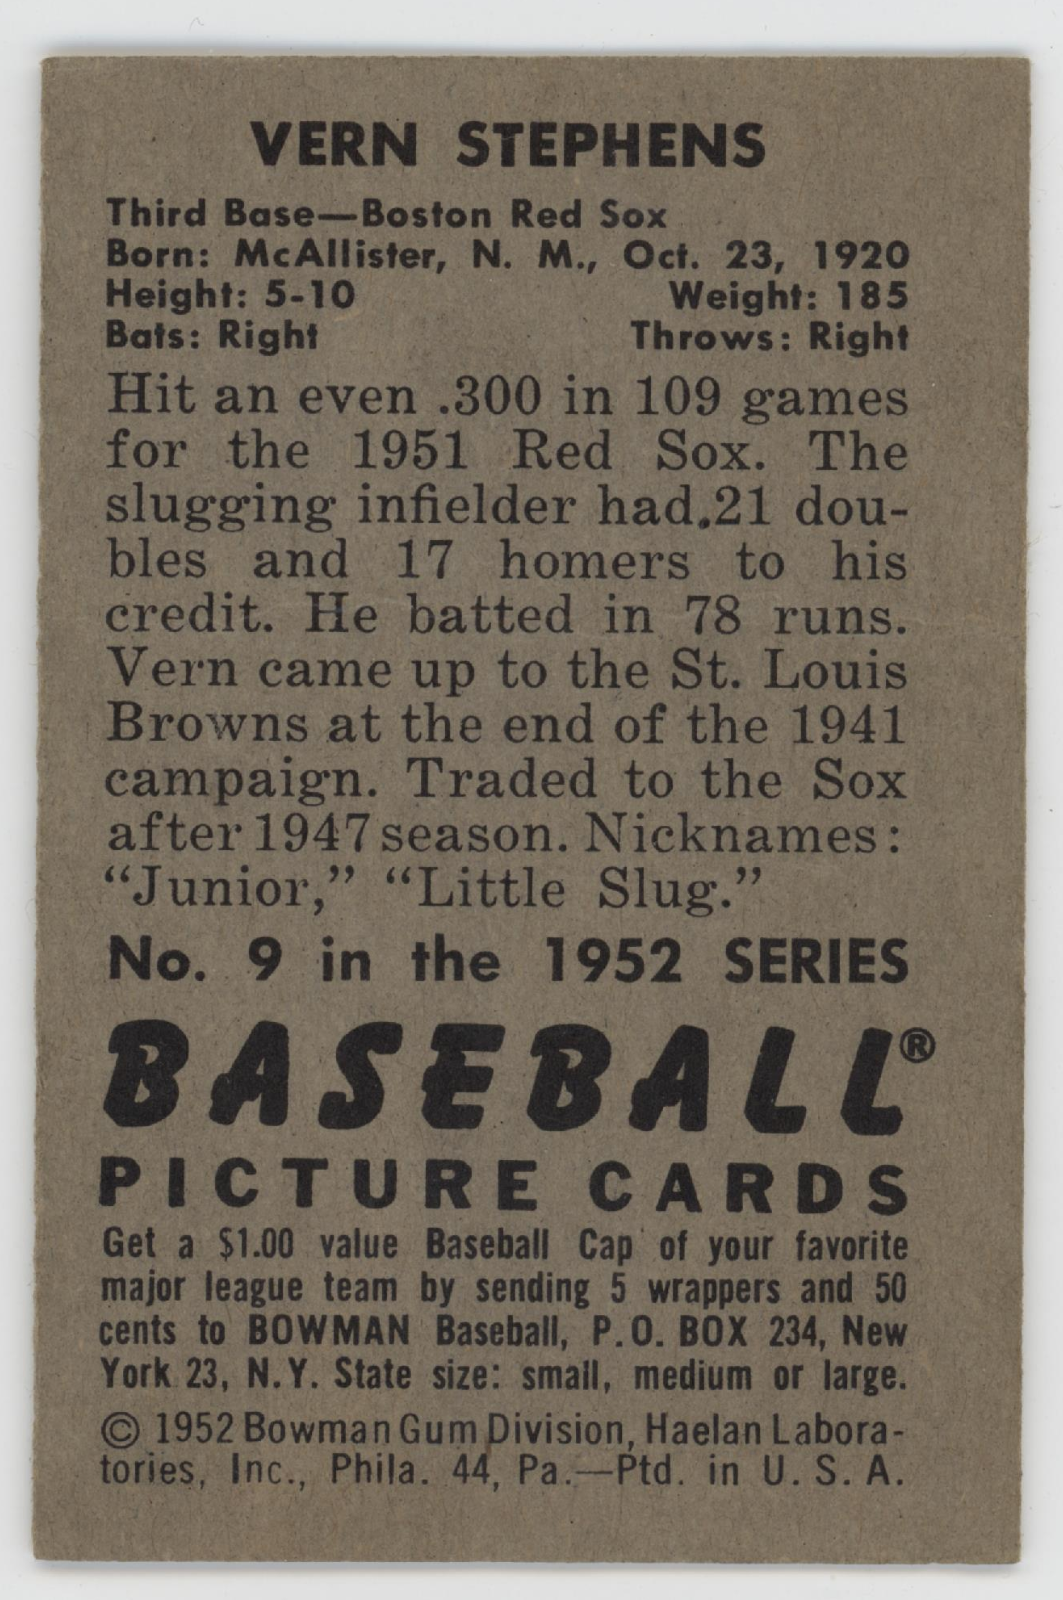 VERN STEPHENS
Third Base—Boston Red Sox
Born: McAllister, N. M., Oct. 23, 1920
Height: 5-10 Weight: 185
Bats: Right Throws: Right
Hit an even .300 in 109 games
for the 1951 Red Sox. The
slugging infielder had.21 dou-
bles and 17 homers to his
credit. He batted in 78 runs.
Vern came up to the St. Louis
Browns at the end of the 1941
campaign. Traded to the Sox
after 1947 season. Nicknames:
“Junior,” “Little Slug.”
No. 9 in the 1952 SERIES
BASEBALL®
PICTURE CARDS
Get a $1.00 value Baseball Cap of your favorite
major league team by sending 5 wrappers and 50
cents to BOWMAN Baseball, P.O. BOX 234, New
York 23, N.Y. State size: small, medium or large.
© 1952 Bowman Gum Division, Haelan Labora-
tories, Inc., Phila. 44, Pa.—Ptd. in U. S. A.